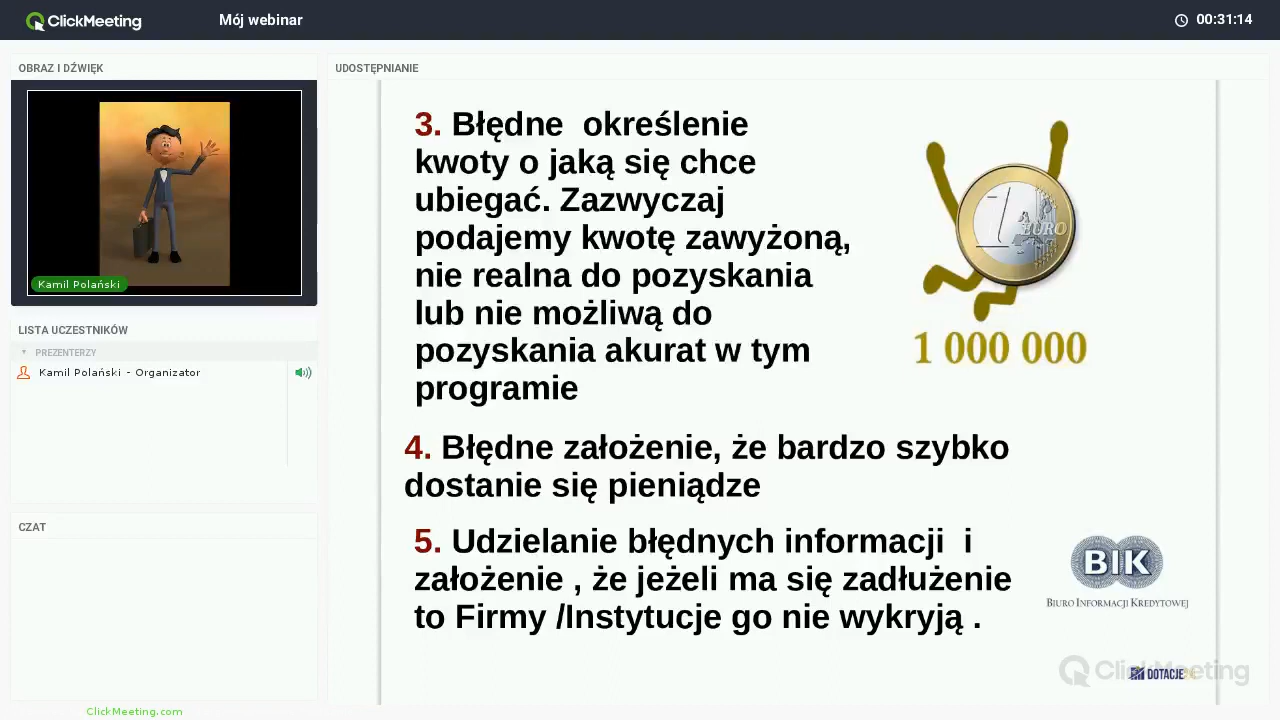 ClickMeeting
Mój webinar
00:31:14
OBRAZ I DŹWIĘK
Kamil Polański
LISTA UCZESTNIKÓW
PREZENTERZY
Kamil Polański - Organizator
CZAT
ClickMeeting.com
UDOSTĘPNIANIE
3. Błędne określenie
kwoty o jaką się chce
ubiegać. Zazwyczaj
podajemy kwotę zawyżoną,
nie realna do pozyskania
lub nie możliwą do
pozyskania akurat w tym
programie
1 EURO
1 000 000
4. Błędne założenie, że bardzo szybko
dostanie się pieniądze
5. Udzielanie błędnych informacji i
założenie , że jeżeli ma się zadłużenie
to Firmy /Instytucje go nie wykryją .
BIK
BIURO INFORMACJI KREDYTOWEJ
ClickMeeting
DOTACJE